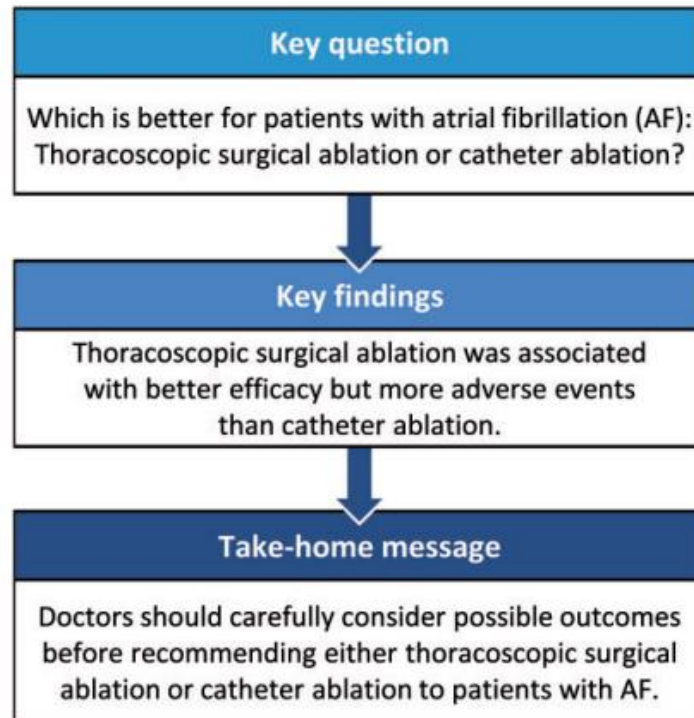 Key question
Which is better for patients with atrial fibrillation (AF):
Thoracoscopic surgical ablation or catheter ablation?
Key findings
Thoracoscopic surgical ablation was associated
with better efficacy but more adverse events
than catheter ablation.
Take-home message
Doctors should carefully consider possible outcomes
before recommending either thoracoscopic surgical
ablation or catheter ablation to patients with AF.